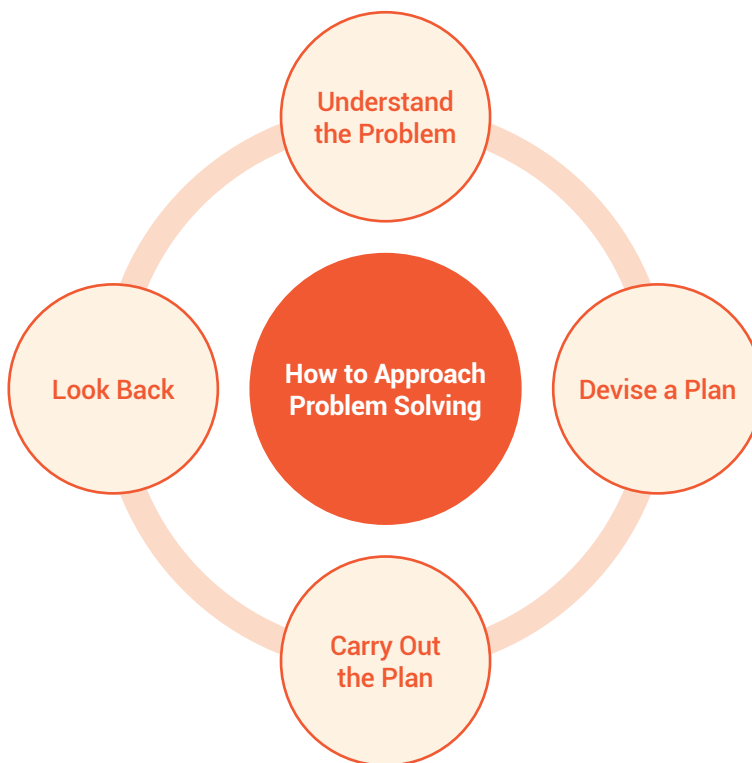 Understand
the Problem
How to Approach
Problem Solving
Look Back
Devise a Plan
Carry Out
the Plan